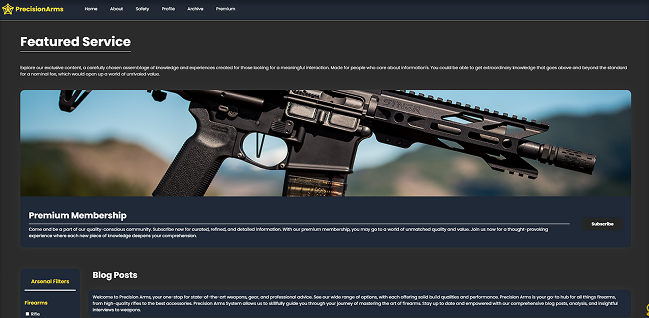 PrecisionArms
Home About Safety Profile Archive Premium
Featured Service
Explore our exclusive content, a carefully chosen assemblage of knowledge and experiences created for those looking for a meaningful interaction. Made for people who care about information's. You could be able to get extraordinary knowledge that goes above and beyond the standard
for a nominal fee, which would open up a world of unrivaled value.
Premium Membership
Come and be a part of our quality-conscious community. Subscribe now for curated, refined, and detailed information. With our premium membership, you may go to a world of unmatched quality and value. Join us now for a thought-provoking
experience where each new piece of knowledge deepens your comprehension.
Subscribe
Arsenal Filters
Firearms
Rifle
Blog Posts
Welcome to Precision Arms, your one-stop for state-of-the-art weapons, gear, and professional advice. See our wide range of options, with each offering solid build qualities and performances. Precision Arms is your go-to hub for all things firearms,
from high-quality rifles to the best accessories. Precision Arms System allows us to skillfully guide you through your journey of mastering the art of firearms. Stay up to date and empowered with our comprehensive blog posts, analysis, and insightful
interviews to weapons.